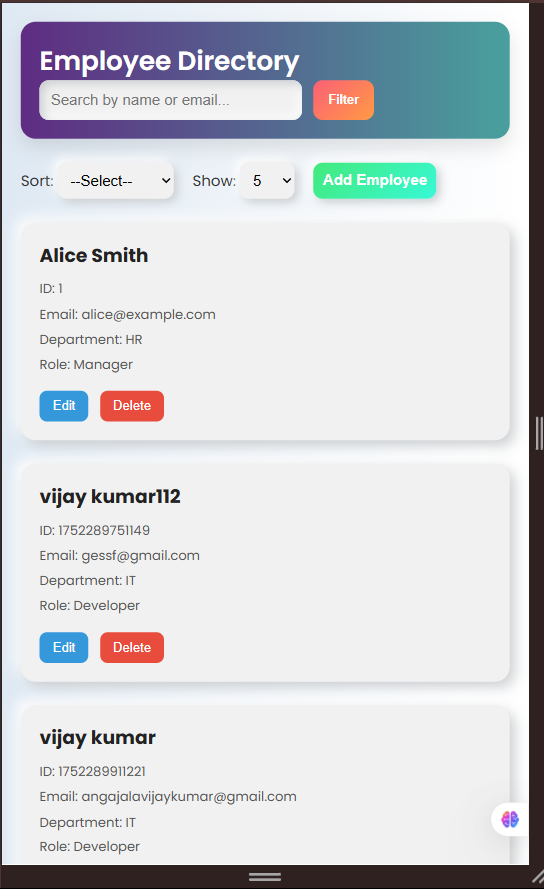 Employee Directory
Search by name or email... Filter
Sort: --Select-- Show: 5 Add Employee
Alice Smith
ID: 1
Email: alice@example.com
Department: HR
Role: Manager
Edit Delete
vijay kumar112
ID: 1752289751149
Email: gessf@gmail.com
Department: IT
Role: Developer
Edit Delete
vijay kumar
ID: 1752289911221
Email: angajalavijaykumar@gmail.com
Department: IT
Role: Developer